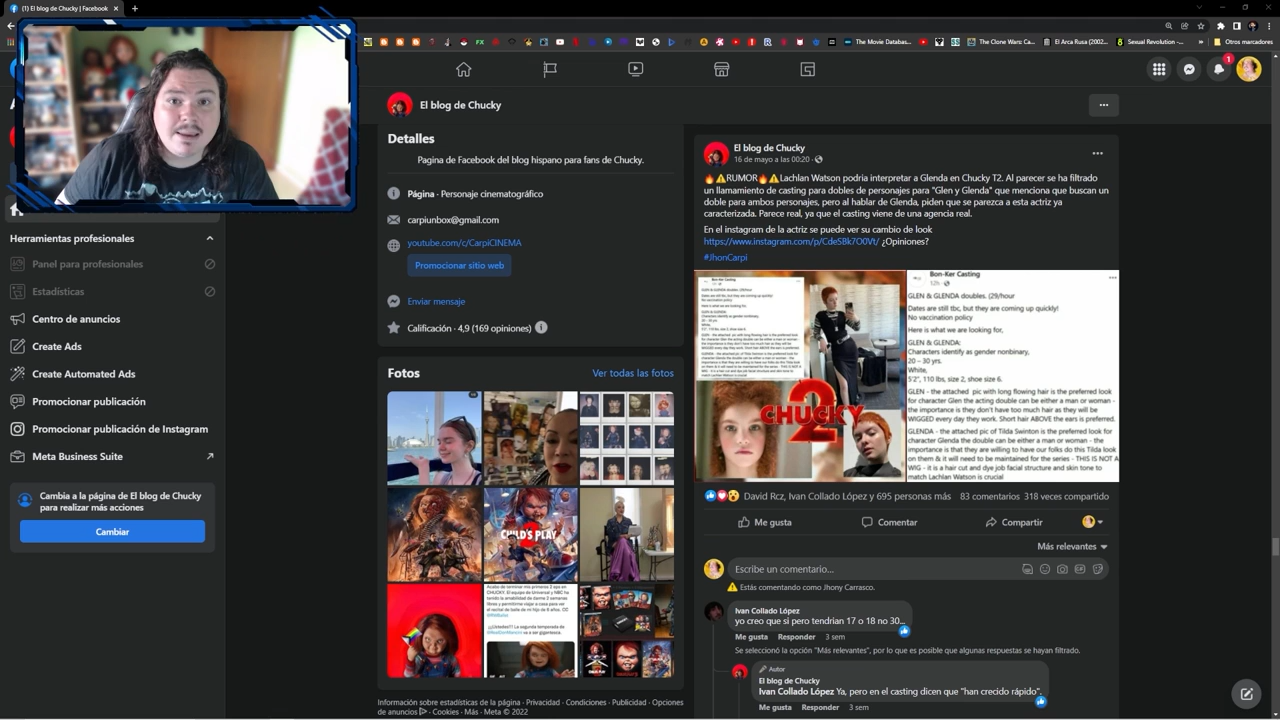 (1) El blog de Chucky | Facebook
The Movie Databas...
The Clone Wars: Ca...
El Arca Rusa (2002...
Sexual Revolution -...
Otros marcadores
1
El blog de Chucky
Herramientas profesionales
Panel para profesionales
Estadísticas
ntro de anuncios
Create ads
Create Automated Ads
Promocionar publicación
Promocionar publicación de Instagram
Meta Business Suite
Cambia a la página de El blog de Chucky
para realizar más acciones
Cambiar
Detalles
Pagina de Facebook del blog hispano para fans de Chucky.
Página · Personaje cinematográfico
carpiunbox@gmail.com
youtube.com/c/CarpiCINEMA
Promocionar sitio web
Enviar mensaje
Calificación · 4,9 (169 opiniones)
Fotos
Ver todas las fotos
CHILD'S PLAY
Información sobre estadísticas de la página · Privacidad · Condiciones · Publicidad · Opciones
de anuncios · Cookies · Más · Meta © 2022
El blog de Chucky
16 de mayo a las 00:20 ·
🔥⚠️RUMOR🔥⚠️Lachlan Watson podria interpretar a Glenda en Chucky T2. Al parecer se ha filtrado
un llamamiento de casting para dobles de personajes para "Glen y Glenda" que menciona que buscan un
doble para ambos personajes, pero al hablar de Glenda, piden que se parezca a esta actriz ya
caracterizada. Parece real, ya que el casting viene de una agencia real.
En el instagram de la actriz se puede ver su cambio de look
https://www.instagram.com/p/CdeSBk7O0Vt/ ¿Opiniones?
#JhonCarpi
CHUCKY
2
Bon-Ker Casting
12h ·
GLEN & GLENDA doubles. (29/hour
Dates are still tbc, but they are coming up quickly!
No vaccination policy
Here is what we are looking for,
GLEN & GLENDA:
Characters identify as gender nonbinary,
20 – 30 yrs.
White,
5'2", 110 lbs, size 2, shoe size 6.
GLEN - the attached pic with long flowing hair is the preferred look
for character Glen the acting double can be either a man or woman -
the importance is they don't have too much hair as they will be
WIGGED every day they work. Short hair ABOVE the ears is preferred.
GLENDA - the attached pic of Tilda Swinton is the preferred look for
character Glenda the double can be either a man or woman - the
importance is that they are willing to have our folks do this Tilda look
on them & it will need to be maintained for the series - THIS IS NOT A
WIG - it is a hair cut and dye job facial structure and skin tone to
match Lachlan Watson is crucial
David Rcz, Ivan Collado López y 695 personas más
83 comentarios 318 veces compartido
Me gusta
Comentar
Compartir
Más relevantes
Escribe un comentario...
Estás comentando como Jhony Carrasco.
Ivan Collado López
yo creo que si pero tendrian 17 o 18 no 30...
Me gusta Responder 3 sem
Se seleccionó la opción "Más relevantes", por lo que es posible que algunas respuestas se hayan filtrado.
Autor
El blog de Chucky
Ivan Collado López Ya, pero en el casting dicen que "han crecido rápido".
Me gusta Responder 3 sem